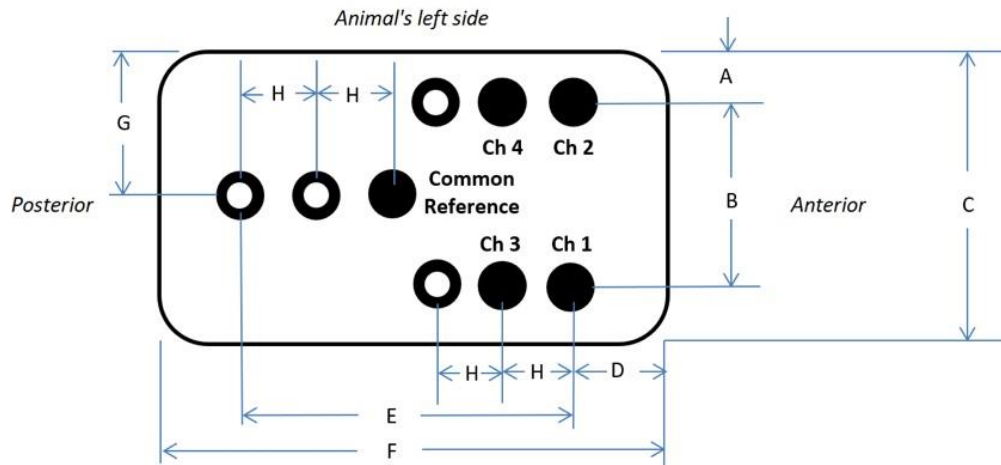 Animal's left side
A
H
H
G
Ch 4
Ch 2
Common
Reference
Posterior
Anterior
B
C
Ch 3
Ch 1
H
H
D
E
F